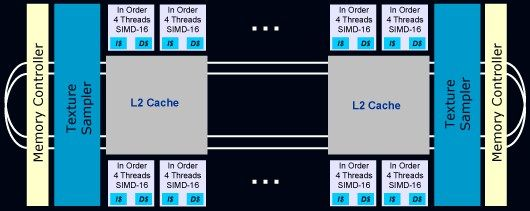 In Order
4 Threads
SIMD-16
I$ D$
In Order
4 Threads
SIMD-16
I$ D$
...
In Order
4 Threads
SIMD-16
I$ D$
In Order
4 Threads
SIMD-16
I$ D$
Memory Controller
Texture
Sampler
L2 Cache
L2 Cache
Texture
Sampler
Memory Controller
In Order
4 Threads
SIMD-16
I$ D$
In Order
4 Threads
SIMD-16
I$ D$
...
In Order
4 Threads
SIMD-16
I$ D$
In Order
4 Threads
SIMD-16
I$ D$